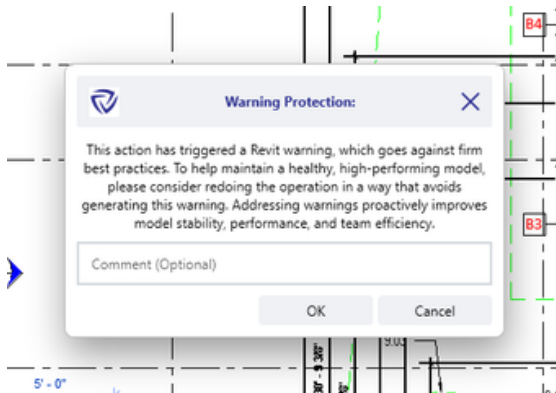 B4
Warning Protection:
This action has triggered a Revit warning, which goes against firm
best practices. To help maintain a healthy, high-performing model,
please consider redoing the operation in a way that avoids
generating this warning. Addressing warnings proactively improves
model stability, performance, and team efficiency.
B3
Comment (Optional)
OK
Cancel
5' - 0"